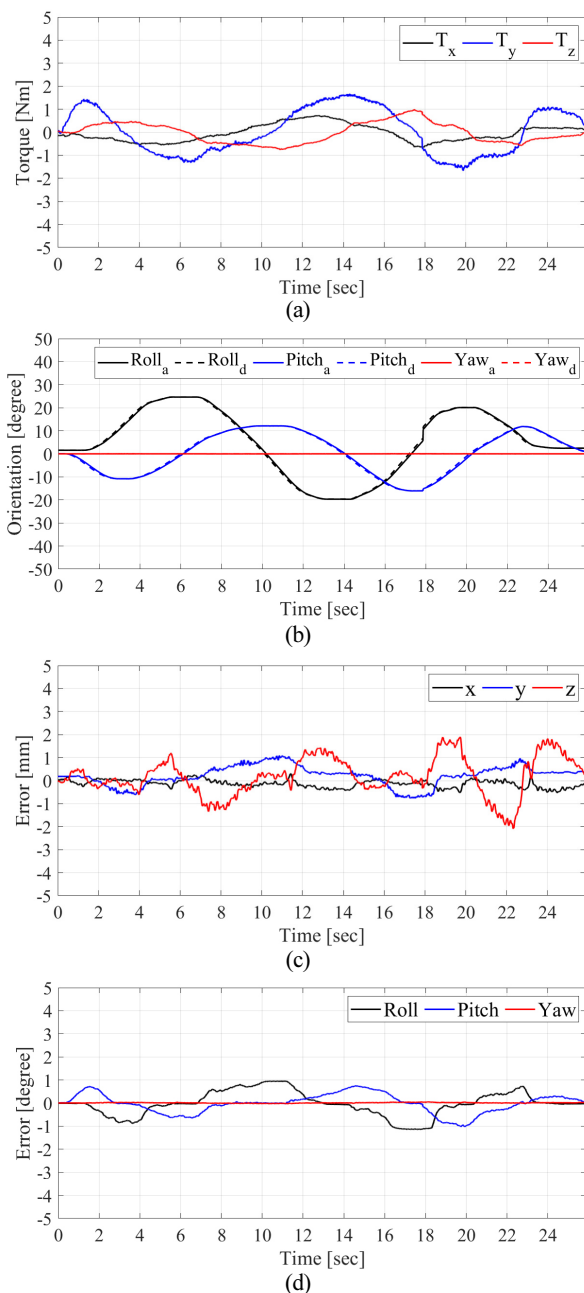 5
4
3
2
1
0
-1
-2
-3
-4
-5
Torque [Nm]
T_x T_y T_z
0 2 4 6 8 10 12 14 16 18 20 22 24
Time [sec]
(a)
50
40
30
20
10
0
-10
-20
-30
-40
-50
Orientation [degree]
Roll_a Roll_d Pitch_a Pitch_d Yaw_a Yaw_d
0 2 4 6 8 10 12 14 16 18 20 22 24
Time [sec]
(b)
5
4
3
2
1
0
-1
-2
-3
-4
-5
Error [mm]
x y z
0 2 4 6 8 10 12 14 16 18 20 22 24
Time [sec]
(c)
5
4
3
2
1
0
-1
-2
-3
-4
-5
Error [degree]
Roll Pitch Yaw
0 2 4 6 8 10 12 14 16 18 20 22 24
Time [sec]
(d)